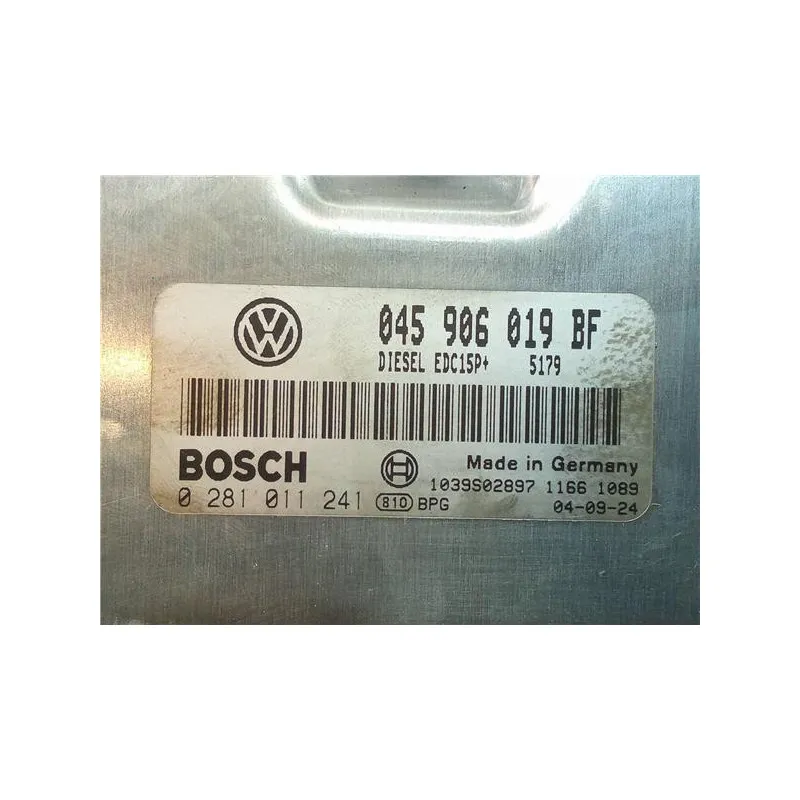 VW 045 906 019 BF
DIESEL EDC15P+ 5179
BOSCH Made in Germany
1039S02897 1166 1089
0 281 011 241 810 BPG 04-09-24